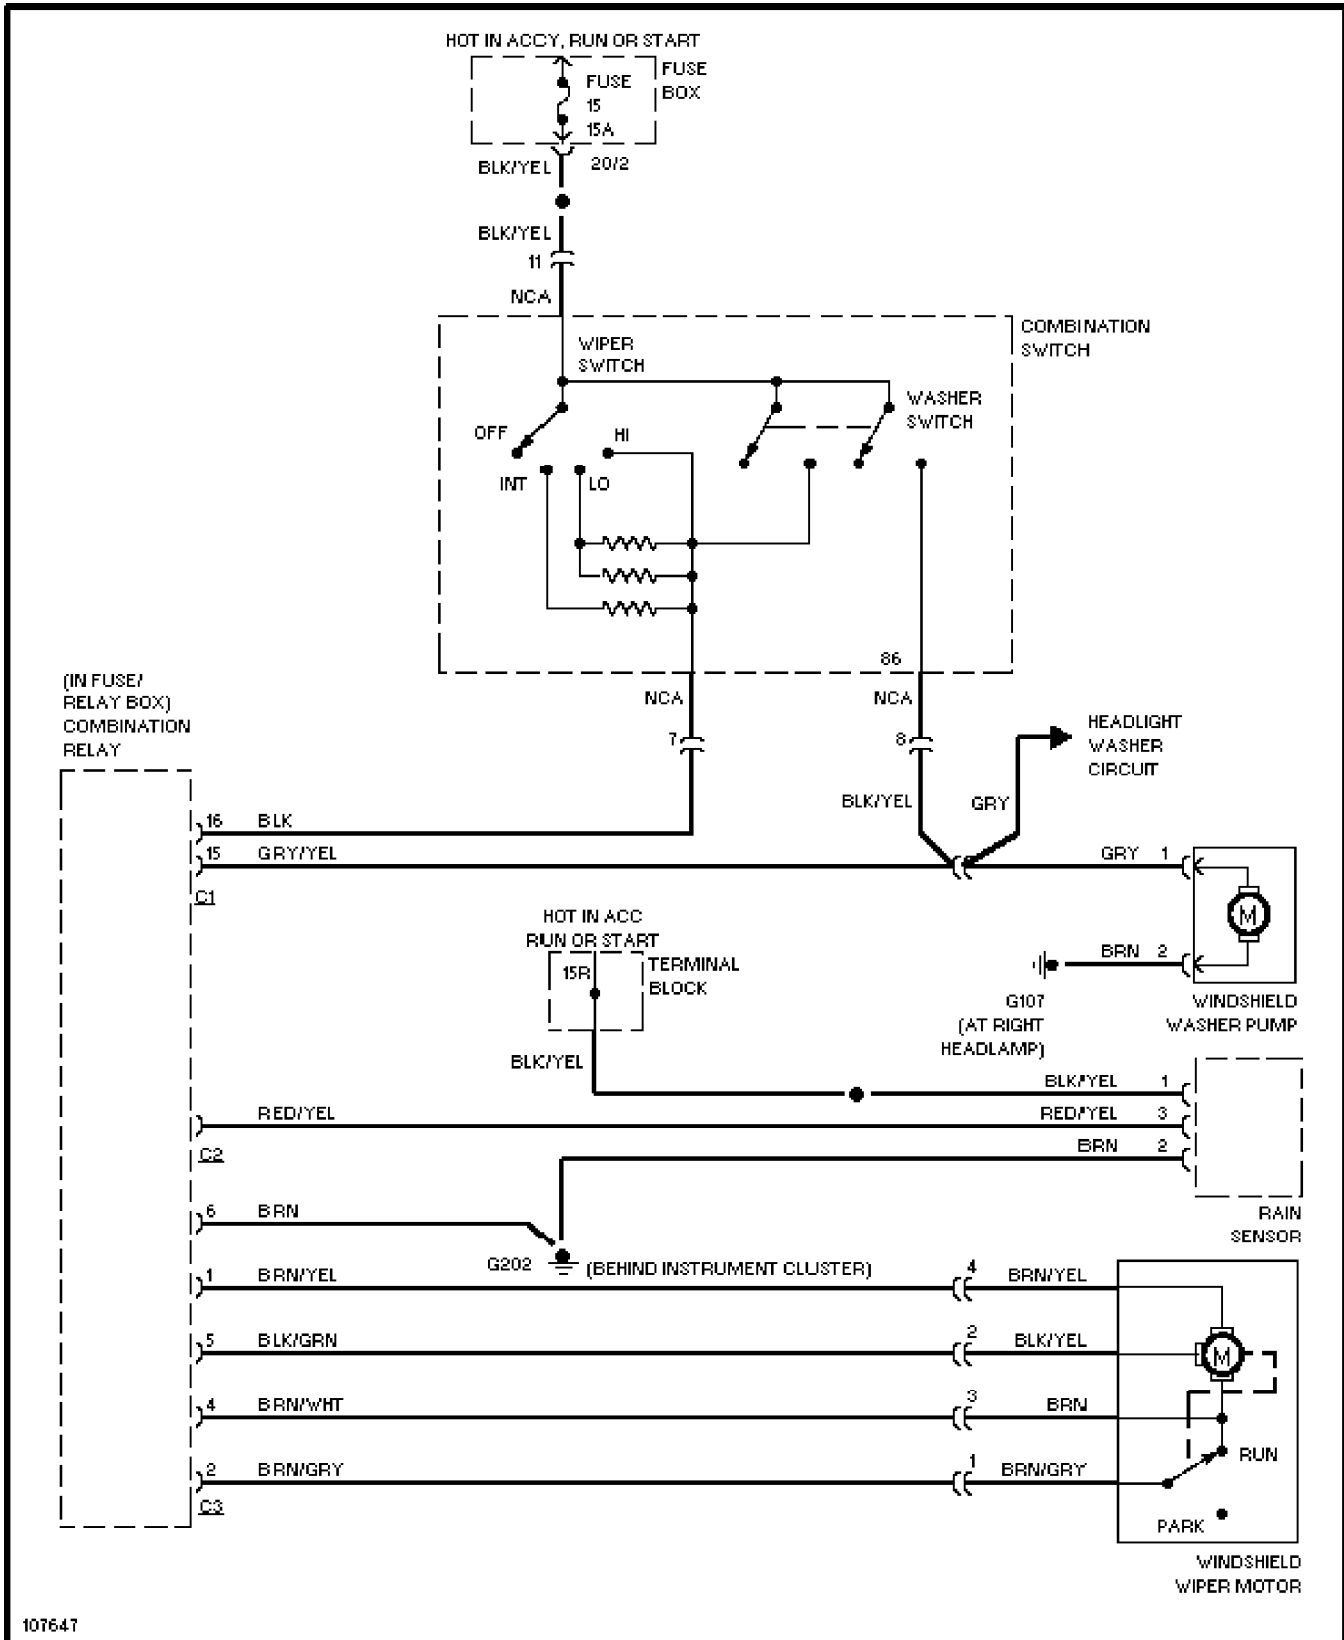 HOT IN ACCY, RUN OR START
FUSE
BOX
FUSE
15
15A
20/2
BLK/YEL
BLK/YEL
11
NCA
COMBINATION
SWITCH
WIPER
SWITCH
WASHER
SWITCH
OFF
HI
INT
LO
86
NCA
NCA
7
8
HEADLIGHT
WASHER
CIRCUIT
BLK/YEL
GRY
(IN FUSE/
RELAY BOX)
COMBINATION
RELAY
16
BLK
15
GRY/YEL
GRY
1
C1
M
HOT IN ACC
RUN OR START
15R
TERMINAL
BLOCK
BRN
2
G107
(AT RIGHT
HEADLAMP)
WINDSHIELD
WASHER PUMP
BLK/YEL
BLK/YEL
1
RED/YEL
RED/YEL
3
C2
BRN
2
6
BRN
RAIN
SENSOR
G202
(BEHIND INSTRUMENT CLUSTER)
1
BRN/YEL
4
BRN/YEL
5
BLK/GRN
2
BLK/YEL
M
4
BRN/WHT
3
BRN
2
BRN/GRY
1
BRN/GRY
RUN
C3
PARK
WINDSHIELD
WIPER MOTOR
107647